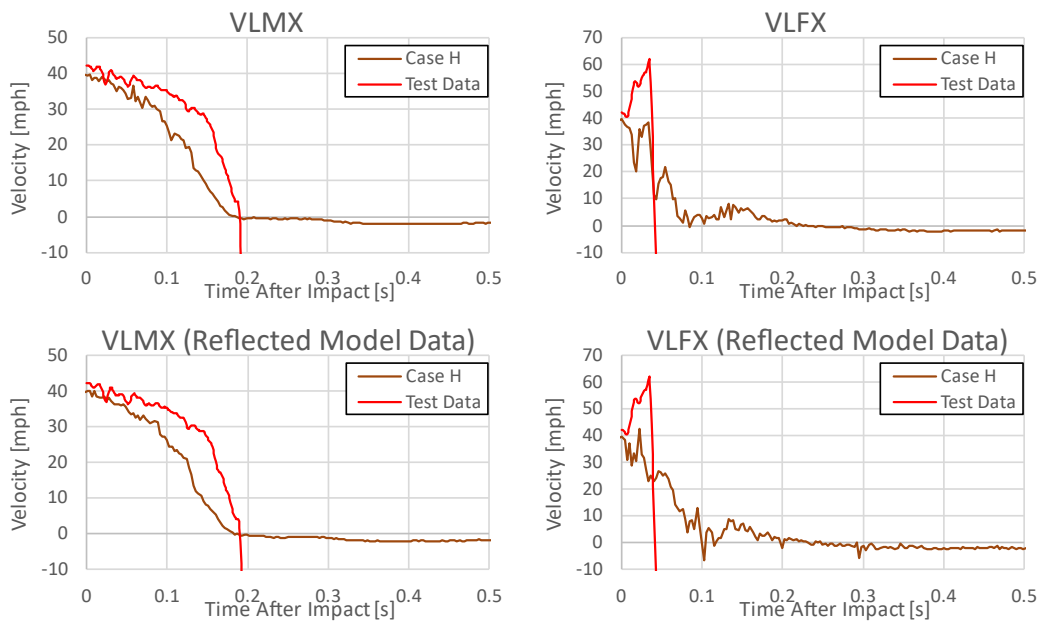 VLMX
50
40
30
20
10
0
-10
Velocity [mph]
Case H
Test Data
0 0.1 0.2 0.3 0.4 0.5
Time After Impact [s]
VLFX
70
60
50
40
30
20
10
0
-10
Velocity [mph]
Case H
Test Data
0 0.1 0.2 0.3 0.4 0.5
Time After Impact [s]
VLMX (Reflected Model Data)
50
40
30
20
10
0
-10
Velocity [mph]
Case H
Test Data
0 0.1 0.2 0.3 0.4 0.5
Time After Impact [s]
VLFX (Reflected Model Data)
70
60
50
40
30
20
10
0
-10
Velocity [mph]
Case H
Test Data
0 0.1 0.2 0.3 0.4 0.5
Time After Impact [s]